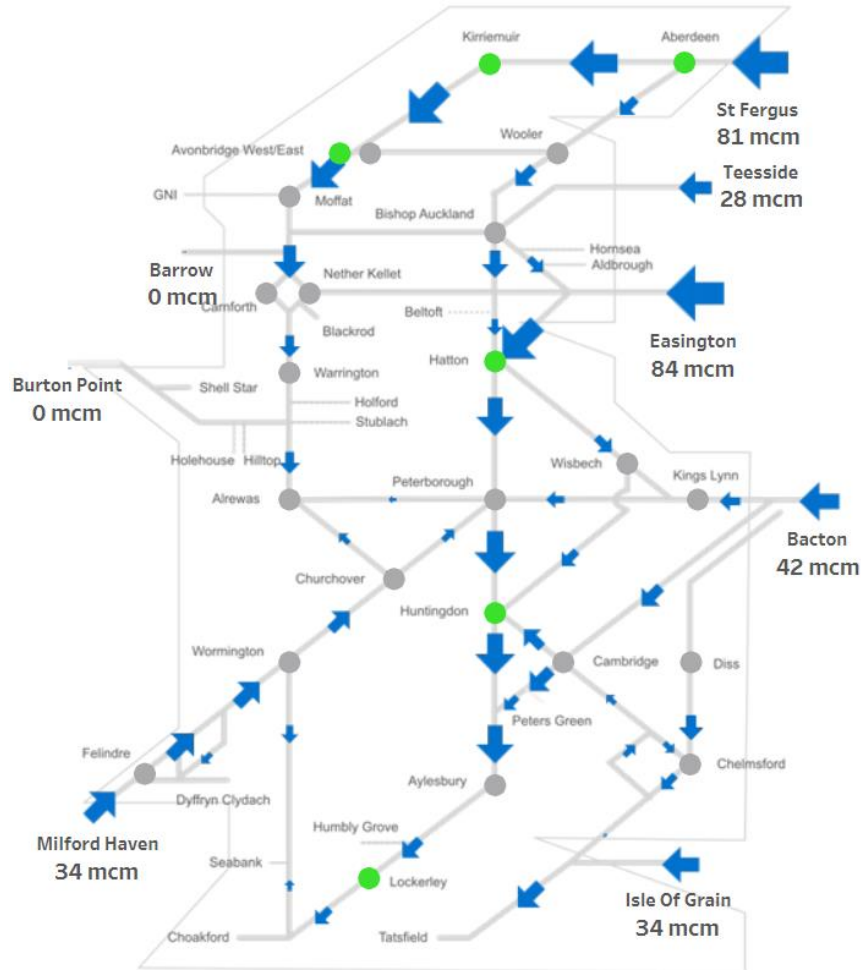 Kirriemuir
Aberdeen
St Fergus
81 mcm
Avonbridge West/East
Wooler
Teesside
28 mcm
GNI
Moffat
Bishop Auckland
Hornsea
Aldbrough
Barrow
0 mcm
Nether Kellet
Carnforth
Beltoft
Blackrod
Easington
84 mcm
Hatton
Warrington
Burton Point
0 mcm
Shell Star
Holford
Stublach
Holehouse
Hilltop
Wisbech
Peterborough
Kings Lynn
Alrewas
Bacton
42 mcm
Churchover
Huntingdon
Wormington
Cambridge
Diss
Peters Green
Felindre
Chelmsford
Aylesbury
Dyffryn Clydach
Humbly Grove
Milford Haven
34 mcm
Seabank
Lockerley
Isle Of Grain
34 mcm
Choakford
Tatsfield